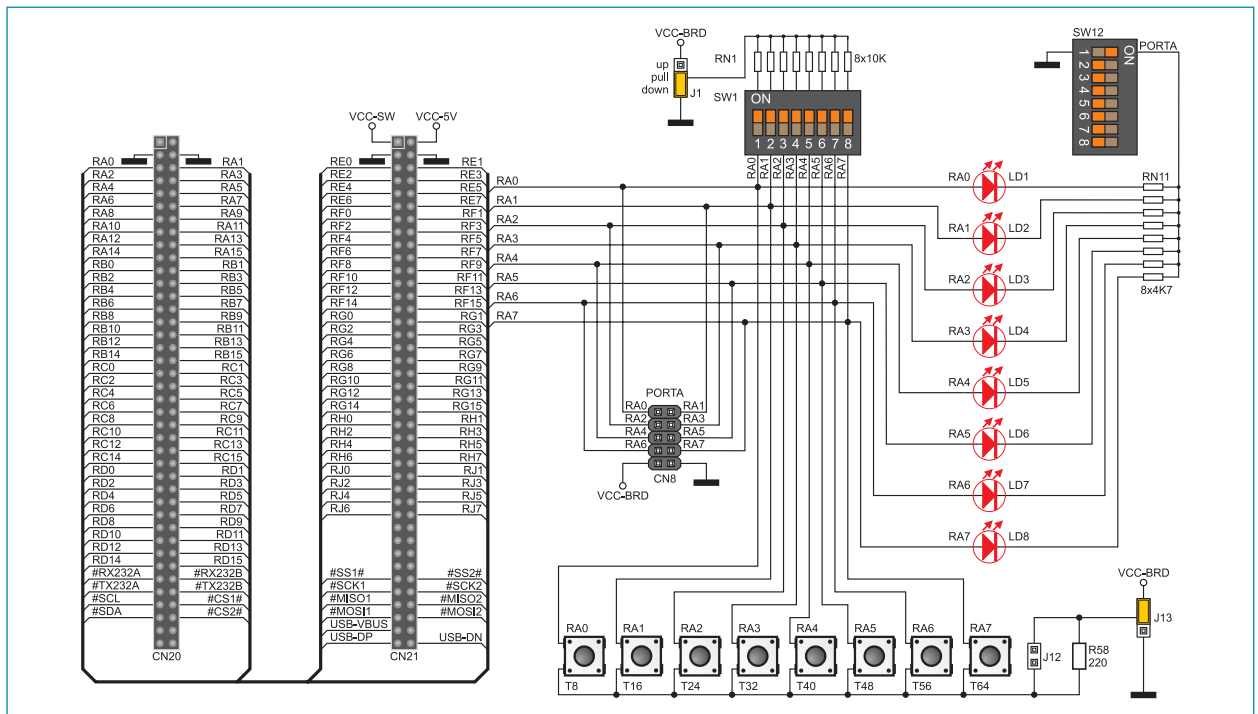 VCC-BRD
up
pull
down
J1
RN1
8x10K
SW1
ON
1 2 3 4 5 6 7 8
RA0 RA1 RA2 RA3 RA4 RA5 RA6 RA7
SW12
PORTA
ON
1
2
3
4
5
6
7
8
VCC-SW VCC-5V
RA0 RA1
RA2 RA3
RA4 RA5
RA6 RA7
RA8 RA9
RA10 RA11
RA12 RA13
RA14 RA15
RB0 RB1
RB2 RB3
RB4 RB5
RB6 RB7
RB8 RB9
RB10 RB11
RB12 RB13
RB14 RB15
RC0 RC1
RC2 RC3
RC4 RC5
RC6 RC7
RC8 RC9
RC10 RC11
RC12 RC13
RC14 RC15
RD0 RD1
RD2 RD3
RD4 RD5
RD6 RD7
RD8 RD9
RD10 RD11
RD12 RD13
RD14 RD15
#RX232A #RX232B
#TX232A #TX232B
#SCL #CS1#
#SDA #CS2#
CN20
RE0 RE1
RE2 RE3
RE4 RE5
RE6 RE7
RF0 RF1
RF2 RF3
RF4 RF5
RF6 RF7
RF8 RF9
RF10 RF11
RF12 RF13
RF14 RF15
RG0 RG1
RG2 RG3
RG4 RG5
RG6 RG7
RG8 RG9
RG10 RG11
RG12 RG13
RG14 RG15
RH0 RH1
RH2 RH3
RH4 RH5
RH6 RH7
RJ0 RJ1
RJ2 RJ3
RJ4 RJ5
RJ6 RJ7
#SS1# #SS2#
#SCK1 #SCK2
#MISO1 #MISO2
#MOSI1 #MOSI2
USB-VBUS
USB-DP USB-DN
CN21
RA0
RA1
RA2
RA3
RA4
RA5
RA6
RA7
PORTA
RA0 RA1
RA2 RA3
RA4 RA5
RA6 RA7
CN8
VCC-BRD
RA0 LD1
RA1 LD2
RA2 LD3
RA3 LD4
RA4 LD5
RA5 LD6
RA6 LD7
RA7 LD8
RN11
8x4K7
RA0 RA1 RA2 RA3 RA4 RA5 RA6 RA7
T8 T16 T24 T32 T40 T48 T56 T64
J12
R58
220
VCC-BRD
J13